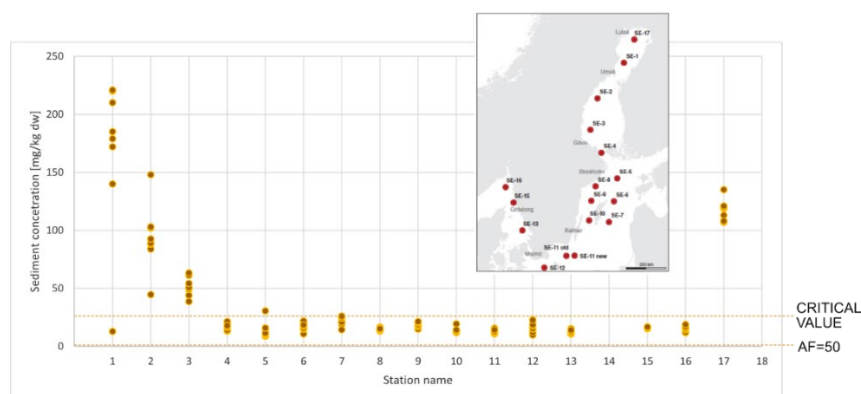 250
200
150
100
50
0
Sediment concetration [mg/kg dw]
1 2 3 4 5 6 7 8 9 10 11 12 13 14 15 16 17 18
Station name
CRITICAL
VALUE
AF=50
Luleå
SE-17
SE-1
Umeå
SE-2
SE-3
Gävle
SE-4
Stockholm
SE-5
SE-8
SE-16
SE-9
SE-6
SE-15
Göteborg
SE-10
SE-7
SE-13
Kalmar
SE-11 old
Malmö
SE-11 new
SE-12